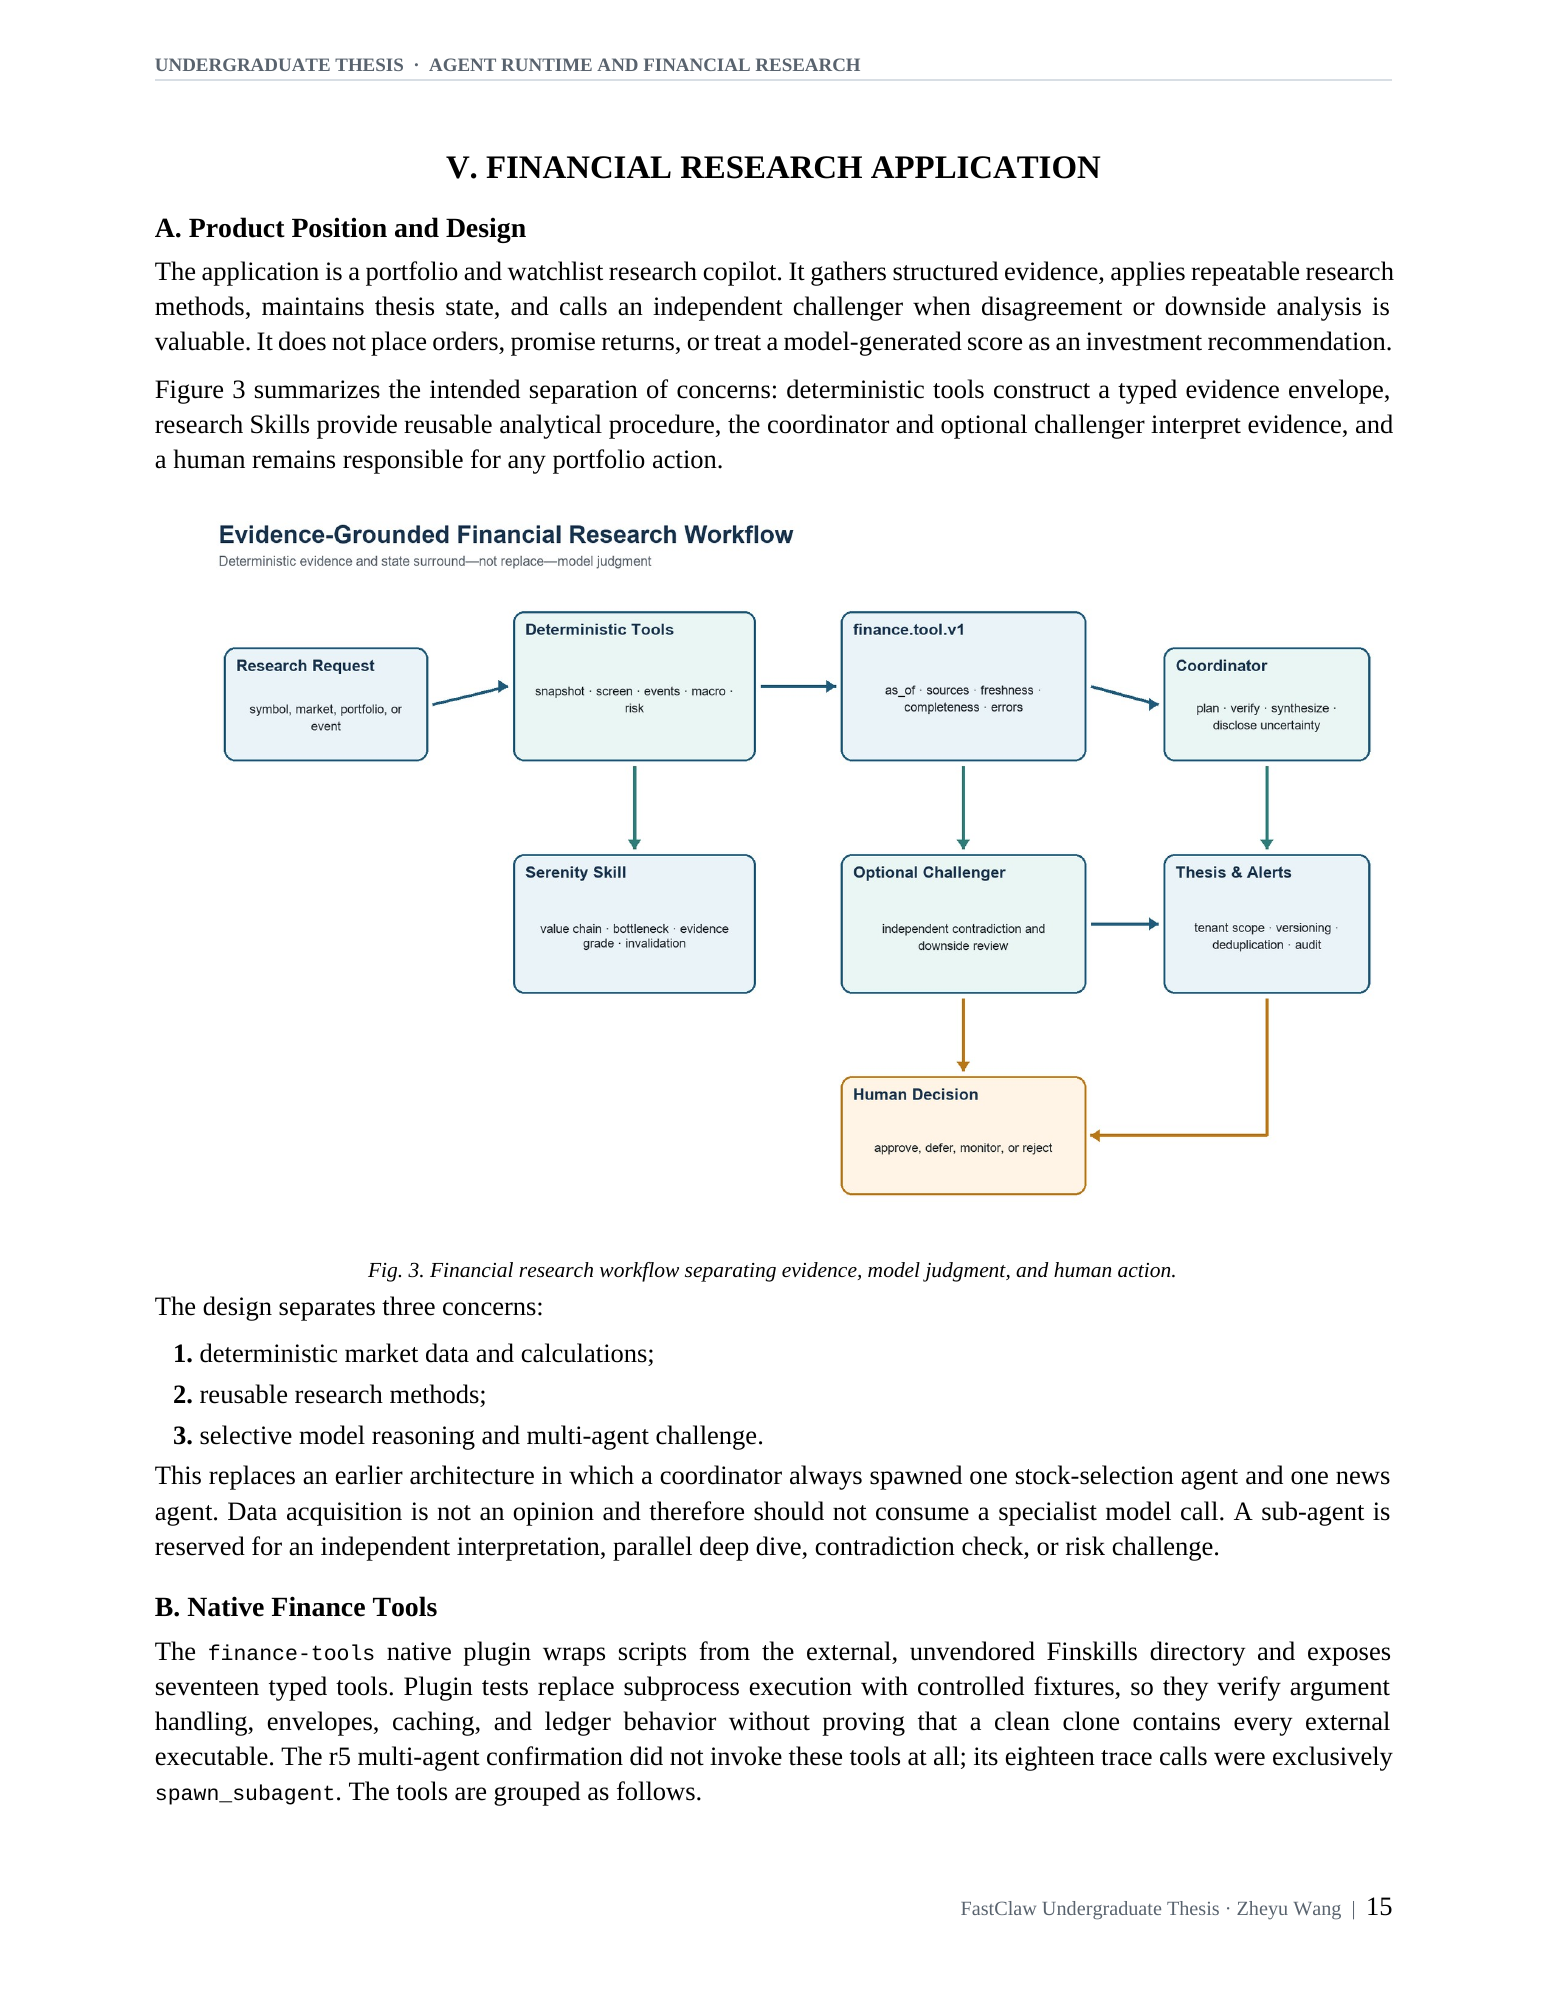 UNDERGRADUATE THESIS · AGENT RUNTIME AND FINANCIAL RESEARCH
V. FINANCIAL RESEARCH APPLICATION
A. Product Position and Design
The application is a portfolio and watchlist research copilot. It gathers structured evidence, applies repeatable research
methods, maintains thesis state, and calls an independent challenger when disagreement or downside analysis is
valuable. It does not place orders, promise returns, or treat a model-generated score as an investment recommendation.
Figure 3 summarizes the intended separation of concerns: deterministic tools construct a typed evidence envelope,
research Skills provide reusable analytical procedure, the coordinator and optional challenger interpret evidence, and
a human remains responsible for any portfolio action.
Evidence-Grounded Financial Research Workflow
Deterministic evidence and state surround—not replace—model judgment
Research Request
symbol, market, portfolio, or
event
Deterministic Tools
snapshot · screen · events · macro ·
risk
finance.tool.v1
as_of · sources · freshness ·
completeness · errors
Coordinator
plan · verify · synthesize ·
disclose uncertainty
Serenity Skill
value chain · bottleneck · evidence
grade · invalidation
Optional Challenger
independent contradiction and
downside review
Thesis & Alerts
tenant scope · versioning ·
deduplication · audit
Human Decision
approve, defer, monitor, or reject
Fig. 3. Financial research workflow separating evidence, model judgment, and human action.
The design separates three concerns:
1. deterministic market data and calculations;
2. reusable research methods;
3. selective model reasoning and multi-agent challenge.
This replaces an earlier architecture in which a coordinator always spawned one stock-selection agent and one news
agent. Data acquisition is not an opinion and therefore should not consume a specialist model call. A sub-agent is
reserved for an independent interpretation, parallel deep dive, contradiction check, or risk challenge.
B. Native Finance Tools
The finance-tools native plugin wraps scripts from the external, unvendored Finskills directory and exposes
seventeen typed tools. Plugin tests replace subprocess execution with controlled fixtures, so they verify argument
handling, envelopes, caching, and ledger behavior without proving that a clean clone contains every external
executable. The r5 multi-agent confirmation did not invoke these tools at all; its eighteen trace calls were exclusively
spawn_subagent. The tools are grouped as follows.
FastClaw Undergraduate Thesis · Zheyu Wang | 15